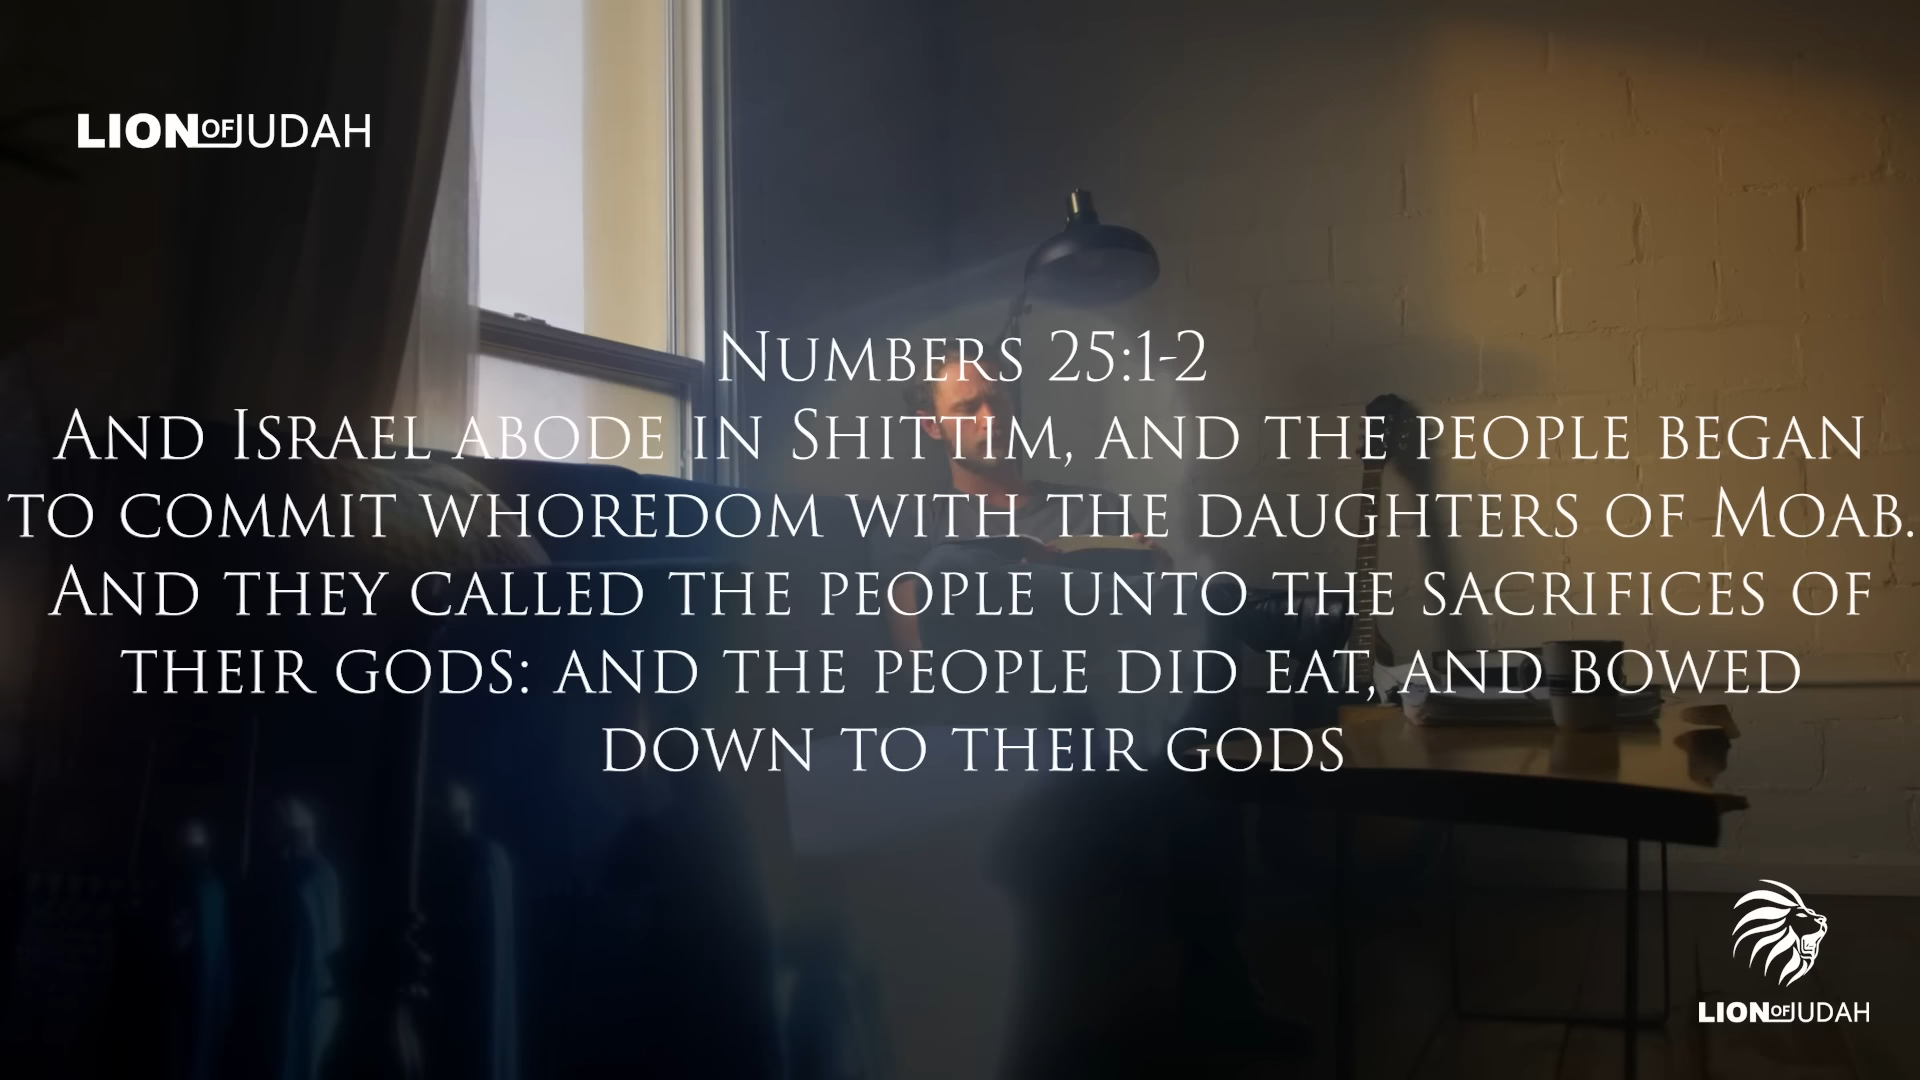 LION OF JUDAH
Numbers 25:1-2
And Israel abode in Shittim, and the people began
to commit whoredom with the daughters of Moab.
And they called the people unto the sacrifices of
their gods: and the people did eat, and bowed
down to their gods
LION OF JUDAH